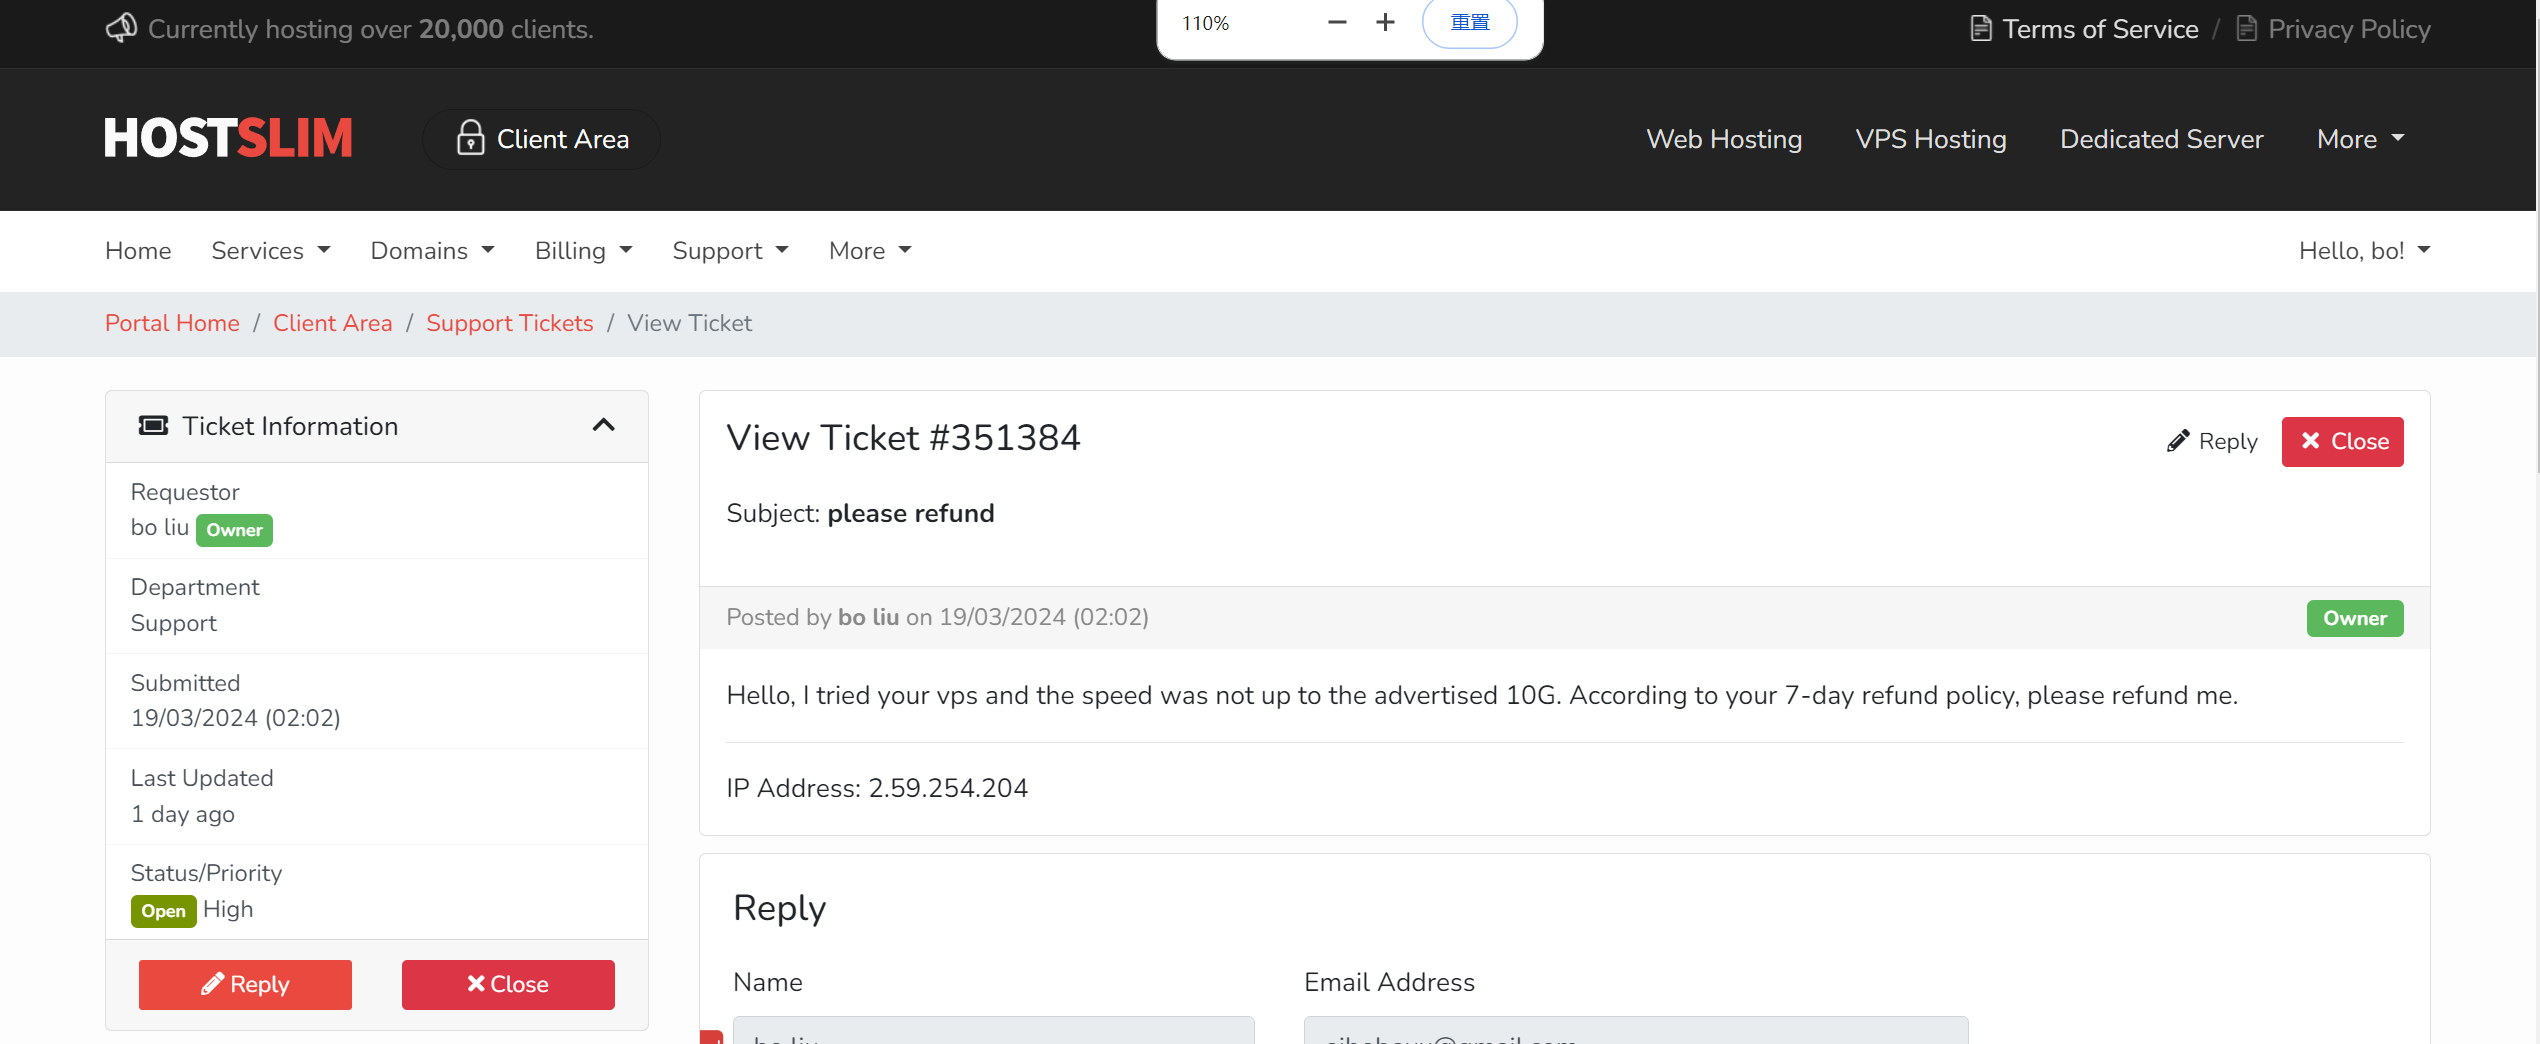 Currently hosting over 20,000 clients.
110%
重置
Terms of Service / Privacy Policy
HOSTSLIM
Client Area
Web Hosting
VPS Hosting
Dedicated Server
More
Home
Services
Domains
Billing
Support
More
Hello, bo!
Portal Home / Client Area / Support Tickets / View Ticket
Ticket Information
Requestor
bo liu Owner
Department
Support
Submitted
19/03/2024 (02:02)
Last Updated
1 day ago
Status/Priority
Open High
Reply
Close
View Ticket #351384
Reply
Close
Subject: please refund
Posted by bo liu on 19/03/2024 (02:02)
Owner
Hello, I tried your vps and the speed was not up to the advertised 10G. According to your 7-day refund policy, please refund me.
IP Address: 2.59.254.204
Reply
Name
Email Address
bo liu